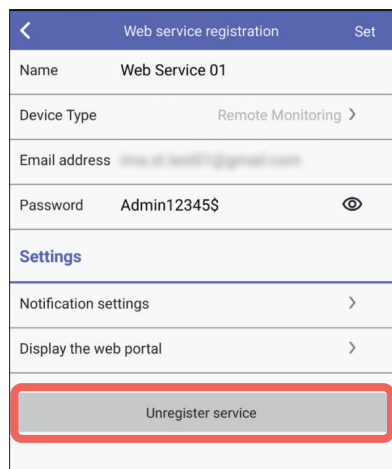 Web service registration Set
Name Web Service 01
Device Type Remote Monitoring
Email address
Password Admin12345$
Settings
Notification settings
Display the web portal
Unregister service